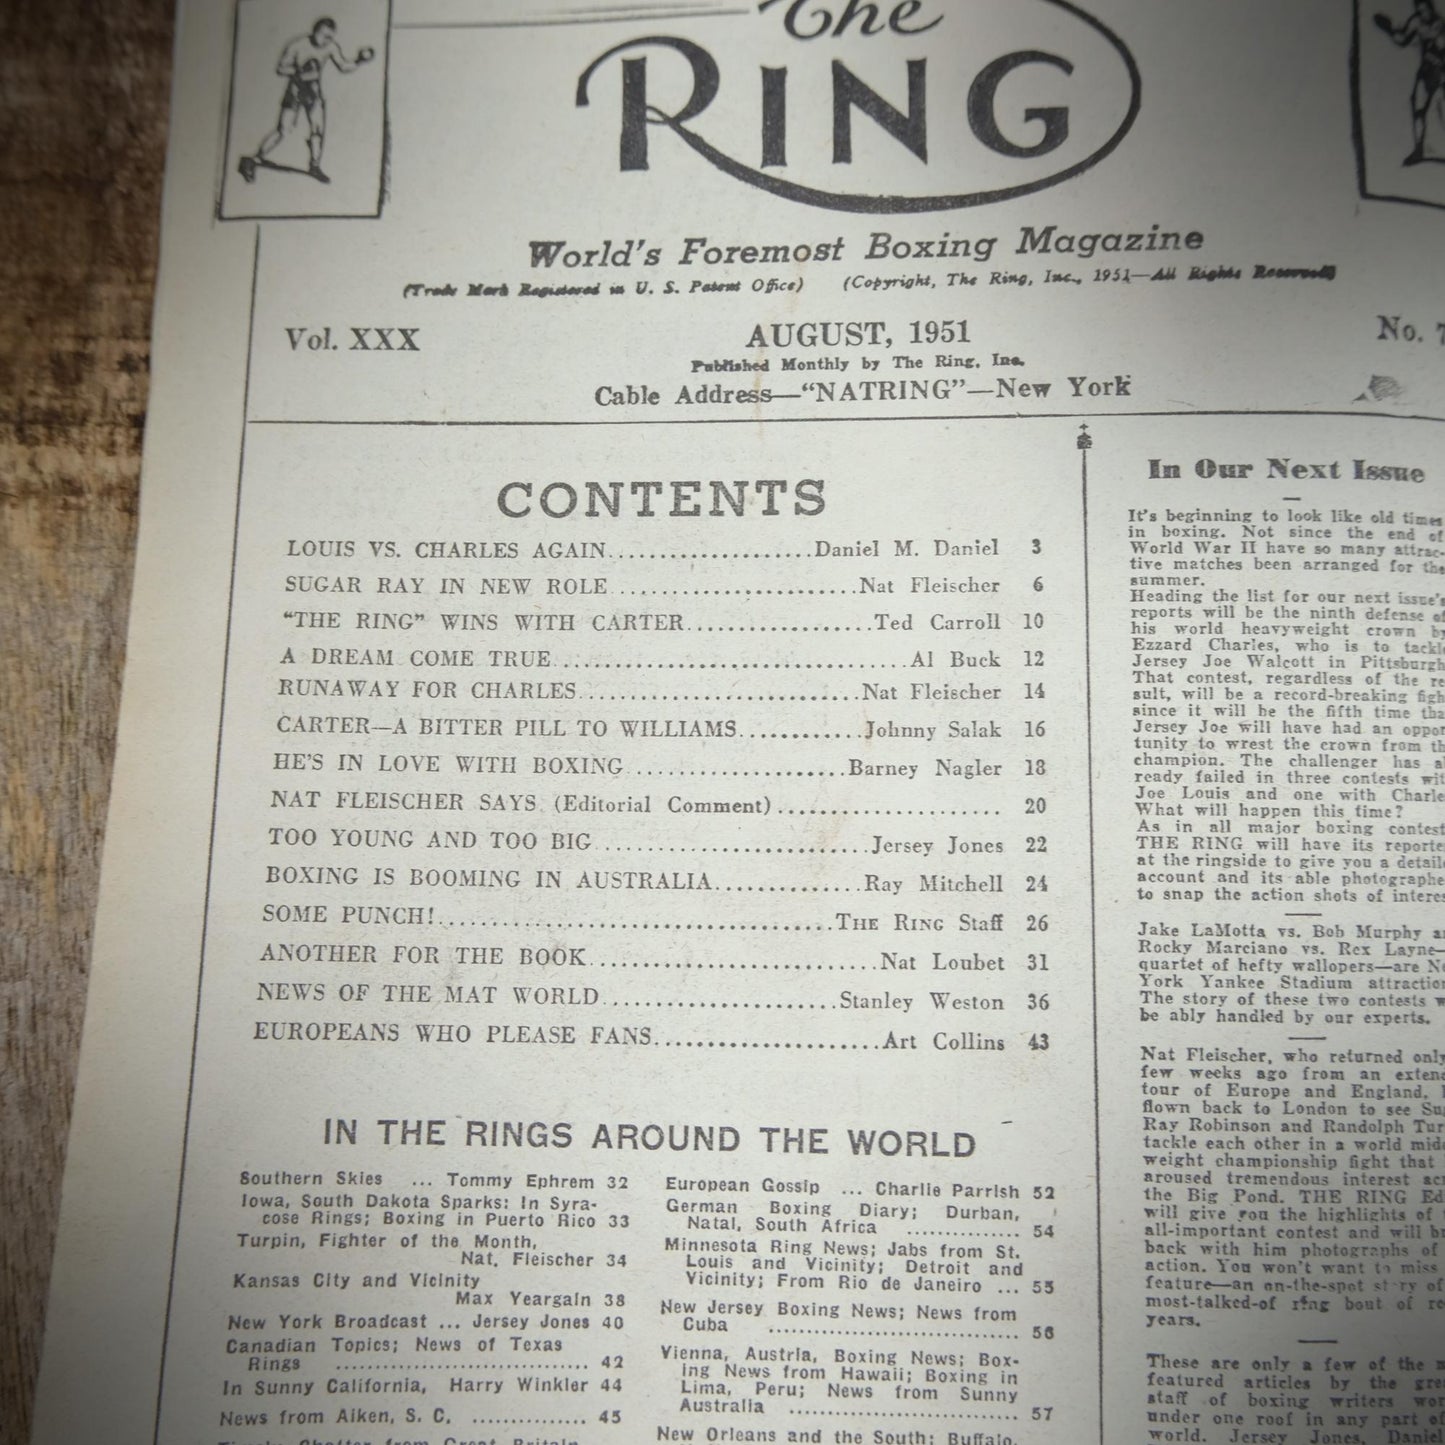 The
RING
World's Foremost Boxing Magazine
(Trade Mark Registered in U. S. Patent Office) (Copyright, The Ring, Inc., 1951—All Rights Reserved)
Vol. XXX AUGUST, 1951 No. 7
Published Monthly by The Ring, Inc.
Cable Address—"NATRING"—New York
CONTENTS
LOUIS VS. CHARLES AGAIN....................Daniel M. Daniel 3
SUGAR RAY IN NEW ROLE........................Nat Fleischer 6
"THE RING" WINS WITH CARTER..................Ted Carroll 10
A DREAM COME TRUE..................................Al Buck 12
RUNAWAY FOR CHARLES...........................Nat Fleischer 14
CARTER—A BITTER PILL TO WILLIAMS............Johnny Salak 16
HE'S IN LOVE WITH BOXING.....................Barney Nagler 18
NAT FLEISCHER SAYS (Editorial Comment)...................... 20
TOO YOUNG AND TOO BIG..........................Jersey Jones 22
BOXING IS BOOMING IN AUSTRALIA..............Ray Mitchell 24
SOME PUNCH!.......................................THE RING Staff 26
ANOTHER FOR THE BOOK............................Nat Loubet 31
NEWS OF THE MAT WORLD......................Stanley Weston 36
EUROPEANS WHO PLEASE FANS......................Art Collins 43
IN THE RINGS AROUND THE WORLD
Southern Skies ... Tommy Ephrem 32
Iowa, South Dakota Sparks: In Syra-
cose Rings; Boxing in Puerto Rico 33
Turpin, Fighter of the Month,
Nat. Fleischer 34
Kansas City and Vicinity
Max Yeargain 38
New York Broadcast ... Jersey Jones 40
Canadian Topics; News of Texas
Rings .............................. 42
In Sunny California, Harry Winkler 44
News from Aiken, S. C. .............. 45
European Gossip ... Charlie Parrish 52
German Boxing Diary; Durban,
Natal, South Africa .............. 54
Minnesota Ring News; Jabs from St.
Louis and Vicinity; Detroit and
Vicinity; From Rio de Janeiro ... 55
New Jersey Boxing News; News from
Cuba .............................. 56
Vienna, Austria, Boxing News; Box-
ing News from Hawaii; Boxing in
Lima, Peru; News from Sunny
Australia ........................... 57
New Orleans and the South; Buffalo,
In Our Next Issue
It's beginning to look like old times
in boxing. Not since the end of
World War II have so many attrac-
tive matches been arranged for the
summer.
Heading the list for our next issue's
reports will be the ninth defense of
his world heavyweight crown by
Ezzard Charles, who is to tackle
Jersey Joe Walcott in Pittsburgh
That contest, regardless of the re
sult, will be a record-breaking figh
since it will be the fifth time tha
Jersey Joe will have had an oppor
tunity to wrest the crown from th
champion. The challenger has al
ready failed in three contests wit
Joe Louis and one with Charle
What will happen this time?
As in all major boxing contest
THE RING will have its reporte
at the ringside to give you a detaile
account and its able photographe
to snap the action shots of interes
Jake LaMotta vs. Bob Murphy a
Rocky Marciano vs. Rex Layne—
quartet of hefty wallopers—are Ne
York Yankee Stadium attraction
The story of these two contests w
be ably handled by our experts.
Nat Fleischer, who returned only
few weeks ago from an extend
tour of Europe and England,
flown back to London to see Su
Ray Robinson and Randolph Tur
tackle each other in a world midd
weight championship fight that
aroused tremendous interest acr
the Big Pond. THE RING Ed
will give you the highlights of
all-important contest and will br
back with him photographs of
action. You won't want to miss
feature—an on-the-spot story of
most-talked-of ring bout of re
years.
These are only a few of the m
featured articles by the gre
staff of boxing writers wor
under one roof in any part of
world. Jersey Jones, Daniel